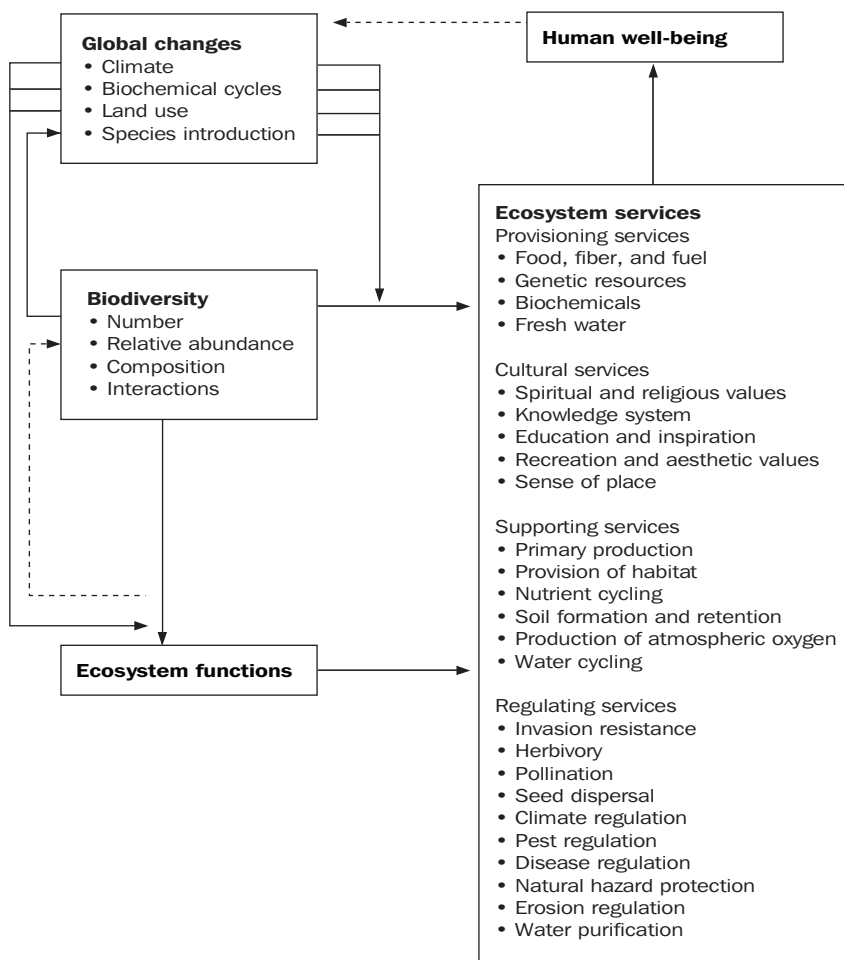 Global changes
• Climate
• Biochemical cycles
• Land use
• Species introduction
Human well-being
Biodiversity
• Number
• Relative abundance
• Composition
• Interactions
Ecosystem functions
Ecosystem services
Provisioning services
• Food, fiber, and fuel
• Genetic resources
• Biochemicals
• Fresh water
Cultural services
• Spiritual and religious values
• Knowledge system
• Education and inspiration
• Recreation and aesthetic values
• Sense of place
Supporting services
• Primary production
• Provision of habitat
• Nutrient cycling
• Soil formation and retention
• Production of atmospheric oxygen
• Water cycling
Regulating services
• Invasion resistance
• Herbivory
• Pollination
• Seed dispersal
• Climate regulation
• Pest regulation
• Disease regulation
• Natural hazard protection
• Erosion regulation
• Water purification